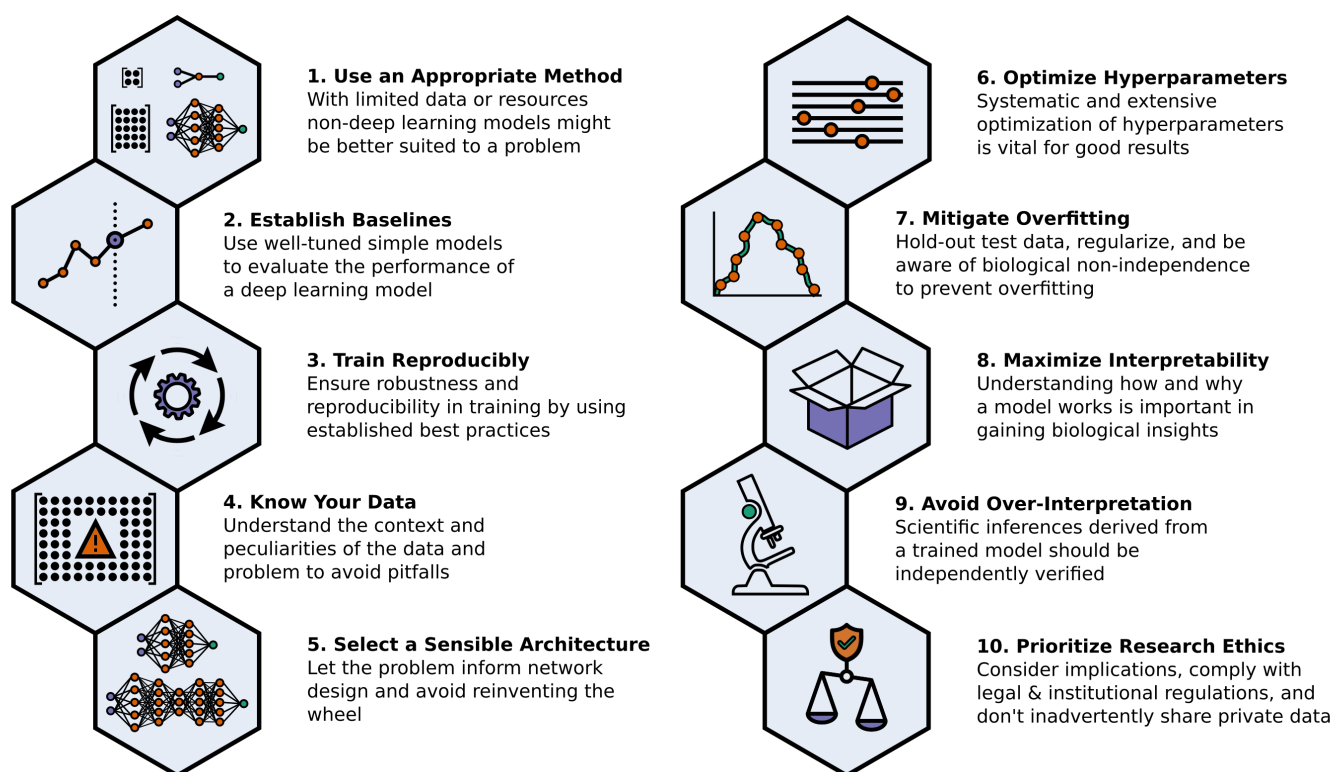 1. Use an Appropriate Method
With limited data or resources
non-deep learning models might
be better suited to a problem
2. Establish Baselines
Use well-tuned simple models
to evaluate the performance of
a deep learning model
3. Train Reproducibly
Ensure robustness and
reproducibility in training by using
established best practices
4. Know Your Data
Understand the context and
peculiarities of the data and
problem to avoid pitfalls
5. Select a Sensible Architecture
Let the problem inform network
design and avoid reinventing the
wheel
6. Optimize Hyperparameters
Systematic and extensive
optimization of hyperparameters
is vital for good results
7. Mitigate Overfitting
Hold-out test data, regularize, and be
aware of biological non-independence
to prevent overfitting
8. Maximize Interpretability
Understanding how and why
a model works is important in
gaining biological insights
9. Avoid Over-Interpretation
Scientific inferences derived from
a trained model should be
independently verified
10. Prioritize Research Ethics
Consider implications, comply with
legal & institutional regulations, and
don't inadvertently share private data